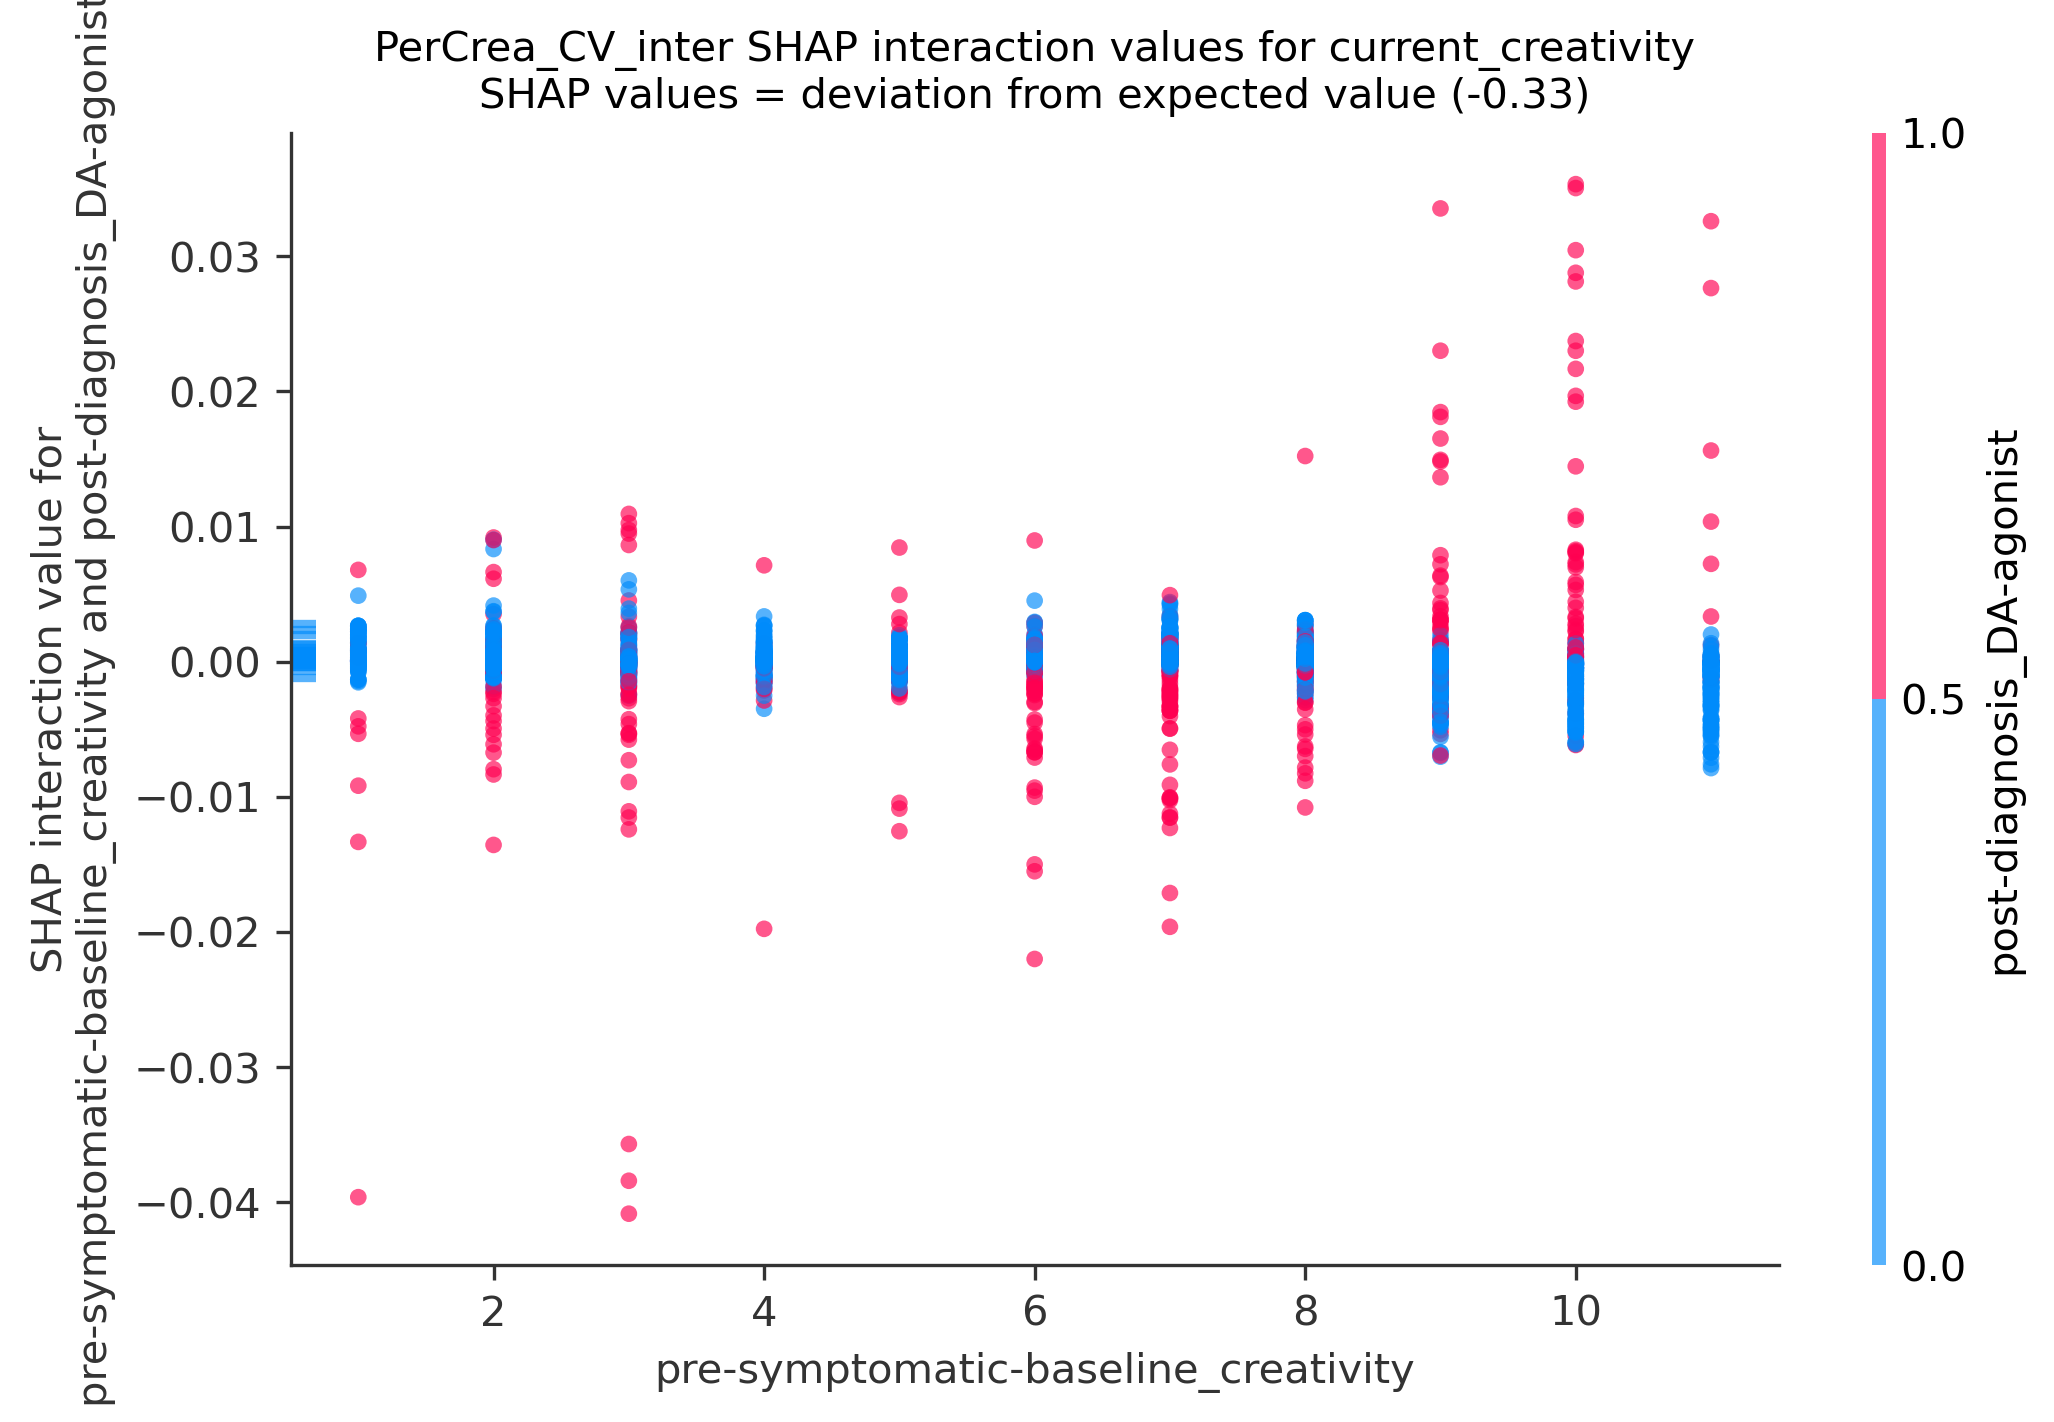 PerCrea_CV_inter SHAP interaction values for current_creativity
SHAP values = deviation from expected value (-0.33)
SHAP interaction value for
pre-symptomatic-baseline_creativity and post-diagnosis_DA-agonist
0.03
0.02
0.01
0.00
−0.01
−0.02
−0.03
−0.04
2
4
6
8
10
pre-symptomatic-baseline_creativity
1.0
0.5
0.0
post-diagnosis_DA-agonist